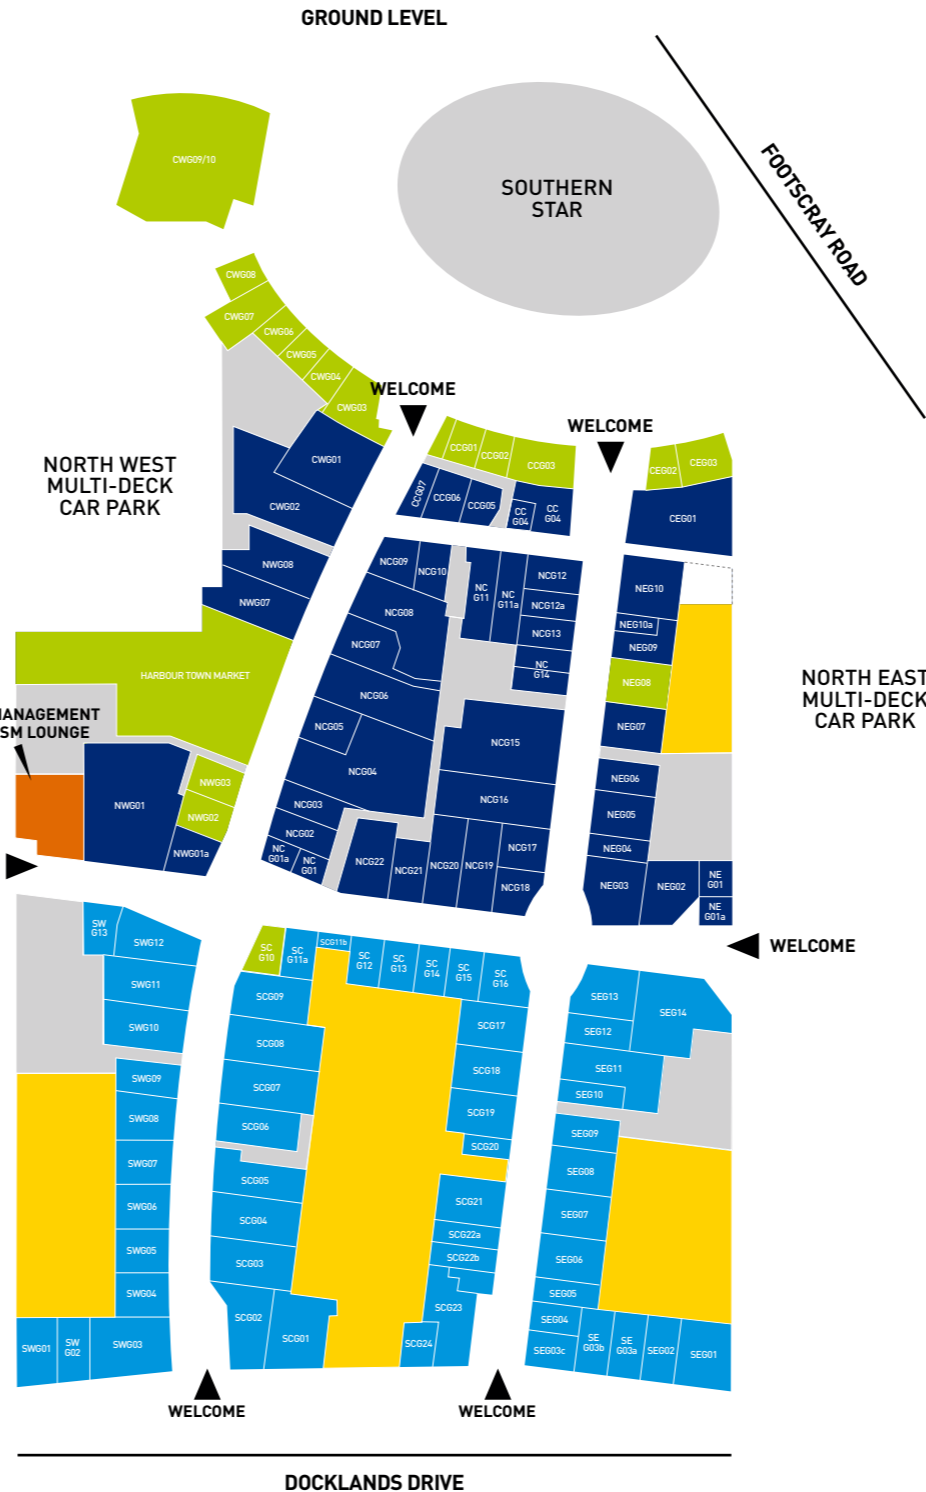 GROUND LEVEL
CWG09/10
SOUTHERN
STAR
FOOTSCRAY ROAD
CWG08
CWG07
CWG06
CWG05
CWG04
CWG03
WELCOME
WELCOME
CCG01
CCG02
CCG03
CEG02
CEG03
NORTH WEST
MULTI-DECK
CAR PARK
CWG01
CWG02
CCG07
CCG06
CCG05
CC
G04
CC
G04
CEG01
NWG08
NWG07
NCG09
NCG10
NC
G11
NC
G11a
NCG12
NCG12a
NCG13
NC
G14
NEG10
NEG10a
NEG09
NEG08
NEG07
NCG08
NCG07
NCG06
NCG05
NCG04
NCG03
NCG02
NC
G01a
NC
G01
HARBOUR TOWN MARKET
NORTH EAST
MULTI-DECK
CAR PARK
MANAGEMENT
SM LOUNGE
NWG03
NWG02
NWG01
NWG01a
NCG15
NCG16
NCG17
NCG18
NCG19
NCG20
NCG21
NCG22
NEG06
NEG05
NEG04
NEG03
NEG02
NE
G01
NE
G01a
WELCOME
SW
G13
SWG12
SWG11
SWG10
SWG09
SWG08
SWG07
SWG06
SWG05
SWG04
SWG01
SW
G02
SWG03
SC
G10
SC
G11a
SCG11b
SC
G12
SC
G13
SC
G14
SC
G15
SC
G16
SCG09
SCG08
SCG07
SCG06
SCG05
SCG04
SCG03
SCG02
SCG01
SCG17
SCG18
SCG19
SCG20
SCG21
SCG22a
SCG22b
SCG23
SCG24
SEG13
SEG14
SEG12
SEG11
SEG10
SEG09
SEG08
SEG07
SEG06
SEG05
SEG04
SEG03c
SE
G03b
SE
G03a
SEG02
SEG01
WELCOME
WELCOME
DOCKLANDS DRIVE